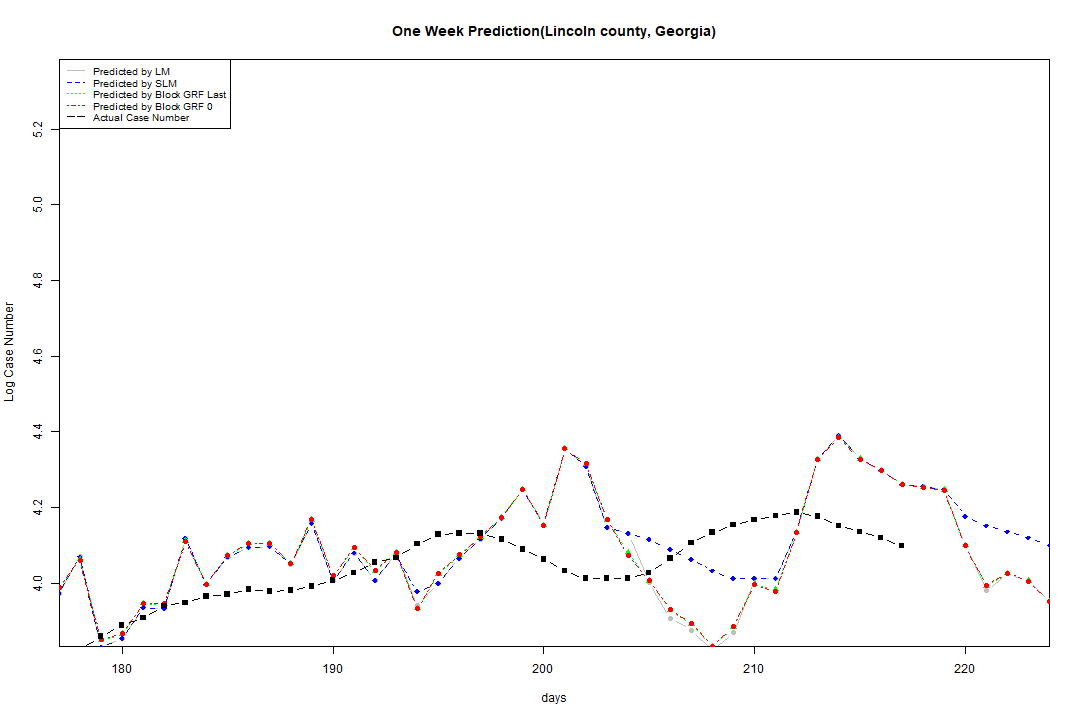 One Week Prediction(Lincoln county, Georgia)
Predicted by LM
Predicted by SLM
Predicted by Block GRF Last
Predicted by Block GRF 0
Actual Case Number
Log Case Number
5.2
5.0
4.8
4.6
4.4
4.2
4.0
180 190 200 210 220
days